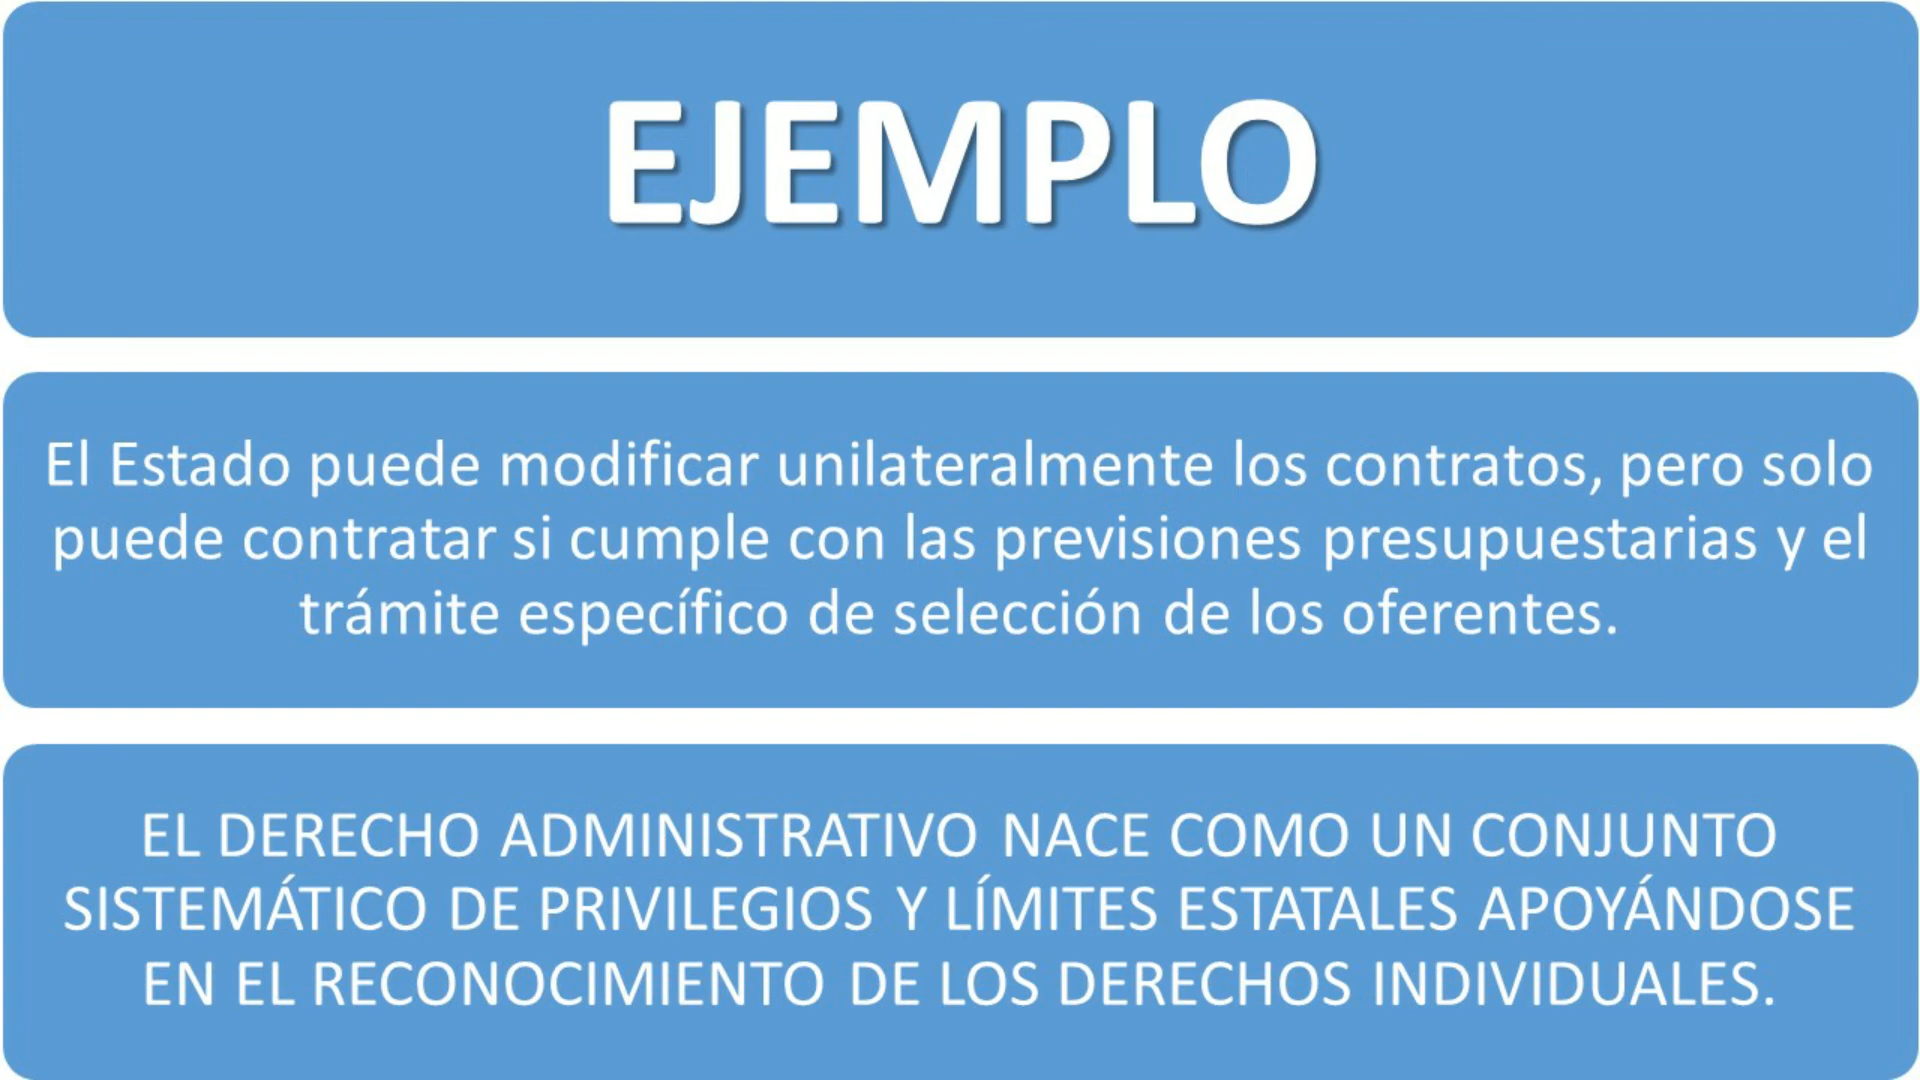 EJEMPLO
El Estado puede modificar unilateralmente los contratos, pero solo
puede contratar si cumple con las previsiones presupuestarias y el
trámite específico de selección de los oferentes.
EL DERECHO ADMINISTRATIVO NACE COMO UN CONJUNTO
SISTEMÁTICO DE PRIVILEGIOS Y LÍMITES ESTATALES APOYÁNDOSE
EN EL RECONOCIMIENTO DE LOS DERECHOS INDIVIDUALES.